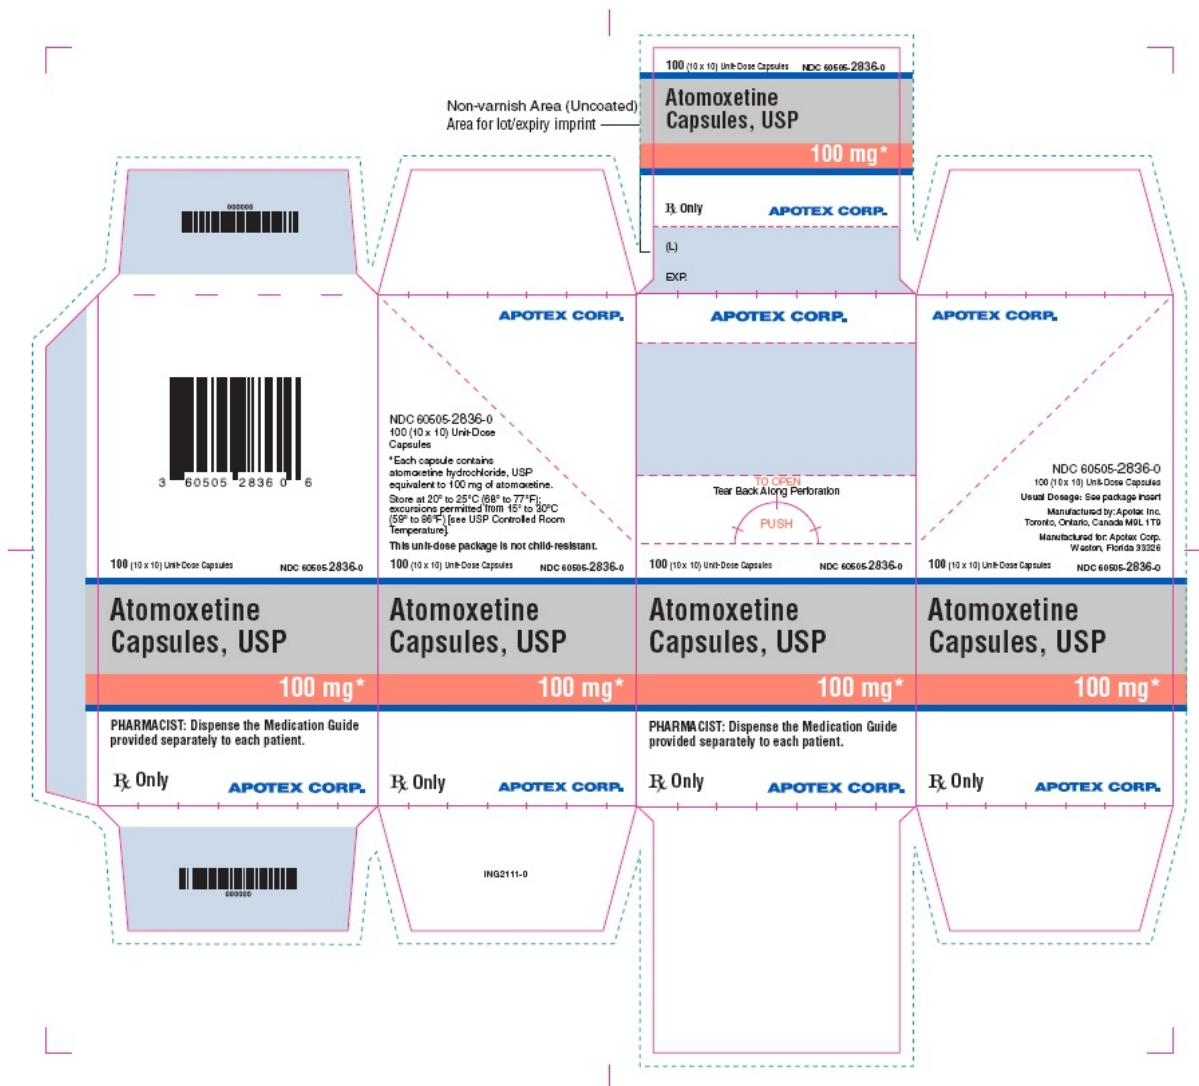 100 (10 x 10) Unit-Dose Capsules NDC 60505-2836-0
Non-varnish Area (Uncoated)
Area for lot/expiry imprint
Atomoxetine
Capsules, USP
100 mg*
℞ Only APOTEX CORP.
(L)
EXP.
000000
3 60505 2836 0 6
APOTEX CORP.
NDC 60505-2836-0
100 (10 x 10) Unit-Dose
Capsules
*Each capsule contains
atomoxetine hydrochloride, USP
equivalent to 100 mg of atomoxetine.
Store at 20° to 25°C (68° to 77°F);
excursions permitted from 15° to 30°C
(59° to 86°F) [see USP Controlled Room
Temperature].
This unit-dose package is not child-resistant.
APOTEX CORP.
TO OPEN
Tear Back Along Perforation
PUSH
APOTEX CORP.
NDC 60505-2836-0
100 (10 x 10) Unit-Dose Capsules
Usual Dosage: See package insert
Manufactured by: Apotex Inc.
Toronto, Ontario, Canada M9L 1T9
Manufactured for: Apotex Corp.
Weston, Florida 33326
100 (10 x 10) Unit-Dose Capsules NDC 60505-2836-0
Atomoxetine
Capsules, USP
100 mg*
PHARMACIST: Dispense the Medication Guide
provided separately to each patient.
℞ Only APOTEX CORP.
100 (10 x 10) Unit-Dose Capsules NDC 60505-2836-0
Atomoxetine
Capsules, USP
100 mg*
℞ Only APOTEX CORP.
100 (10 x 10) Unit-Dose Capsules NDC 60505-2836-0
Atomoxetine
Capsules, USP
100 mg*
PHARMACIST: Dispense the Medication Guide
provided separately to each patient.
℞ Only APOTEX CORP.
100 (10 x 10) Unit-Dose Capsules NDC 60505-2836-0
Atomoxetine
Capsules, USP
100 mg*
℞ Only APOTEX CORP.
000000
ING2111-0